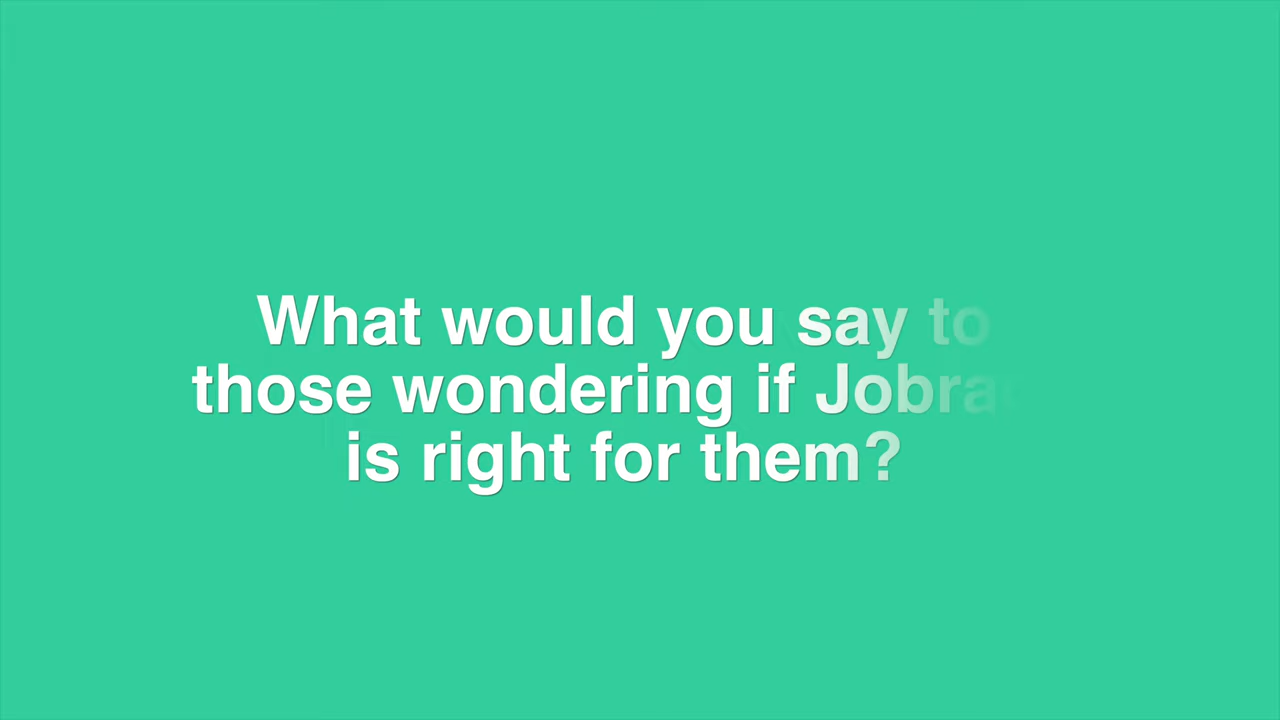 What would you say to
those wondering if
is right for them?